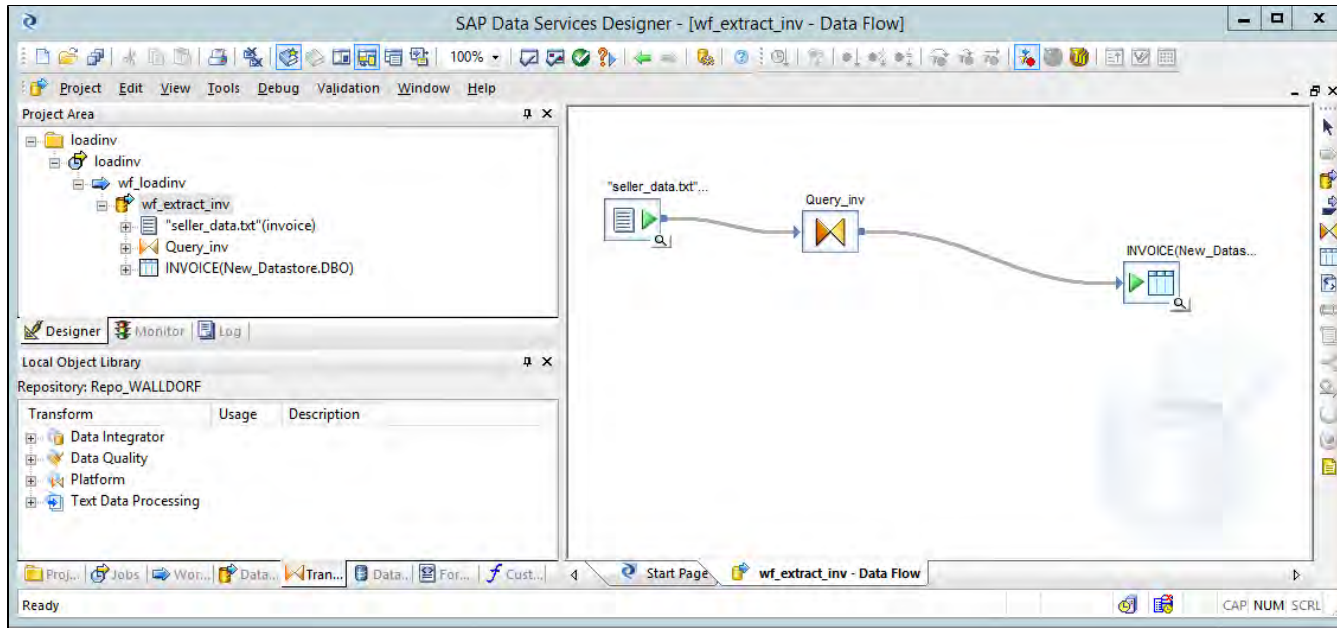 SAP Data Services Designer - [wf_extract_inv - Data Flow]
100%
Project Edit View Tools Debug Validation Window Help
Project Area
loadinv
loadinv
wf_loadinv
wf_extract_inv
"seller_data.txt"(invoice)
Query_inv
INVOICE(New_Datastore.DBO)
Designer Monitor Log
Local Object Library
Repository: Repo_WALLDORF
Transform Usage Description
Data Integrator
Data Quality
Platform
Text Data Processing
Proj... Jobs Wor... Data... Tran... Data.. For... Cust...
"seller_data.txt"...
Query_inv
INVOICE(New_Datas...
Start Page wf_extract_inv - Data Flow
Ready CAP NUM SCRL